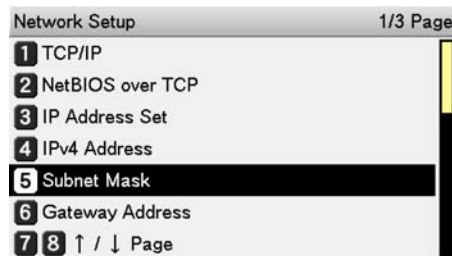 Network Setup 1/3 Page
1 TCP/IP
2 NetBIOS over TCP
3 IP Address Set
4 IPv4 Address
5 Subnet Mask
6 Gateway Address
7 8 ↑ / ↓ Page